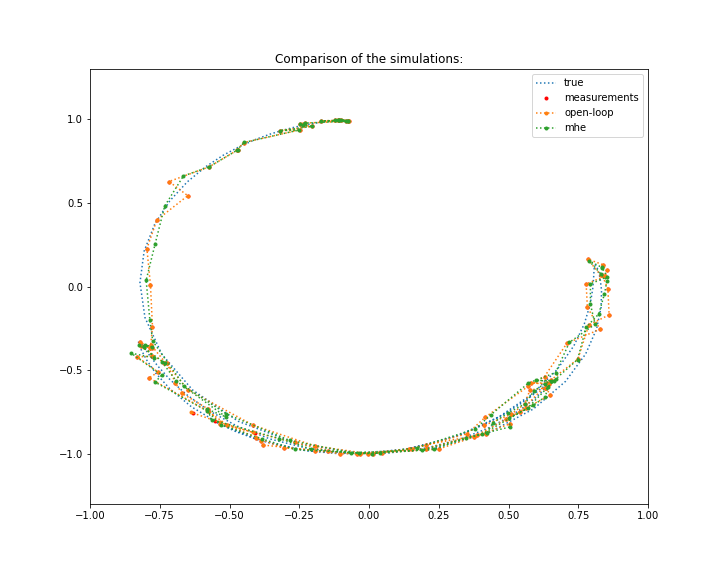 Comparison of the simulations:
true
measurements
open-loop
mhe
1.0
0.5
0.0
−0.5
−1.0
−1.00 −0.75 −0.50 −0.25 0.00 0.25 0.50 0.75 1.00